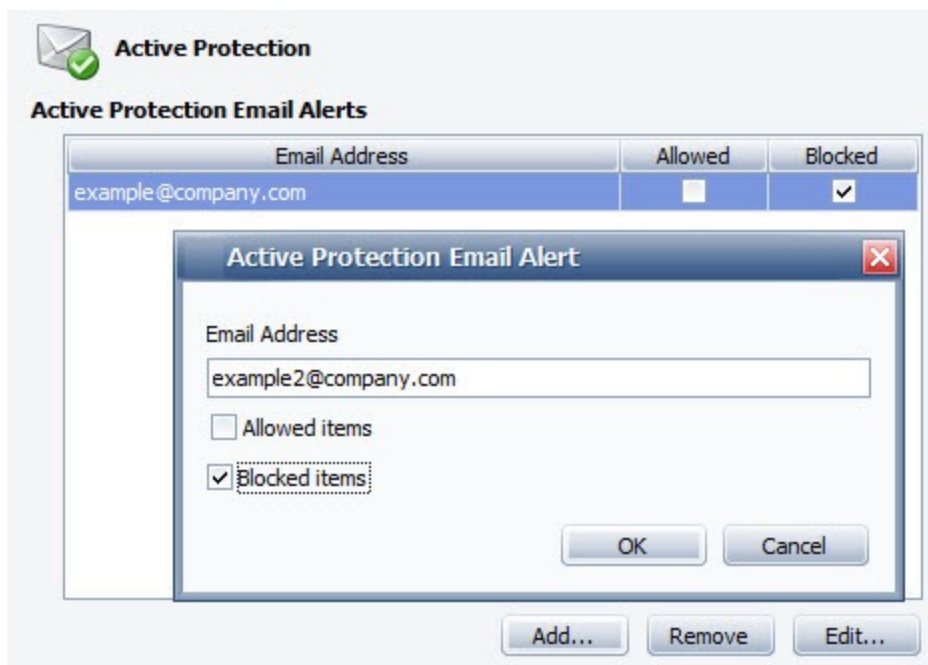 Active Protection
Active Protection Email Alerts
Email Address Allowed Blocked
example@company.com
Active Protection Email Alert
Email Address
example2@company.com
Allowed items
Blocked items
OK Cancel
Add... Remove Edit...